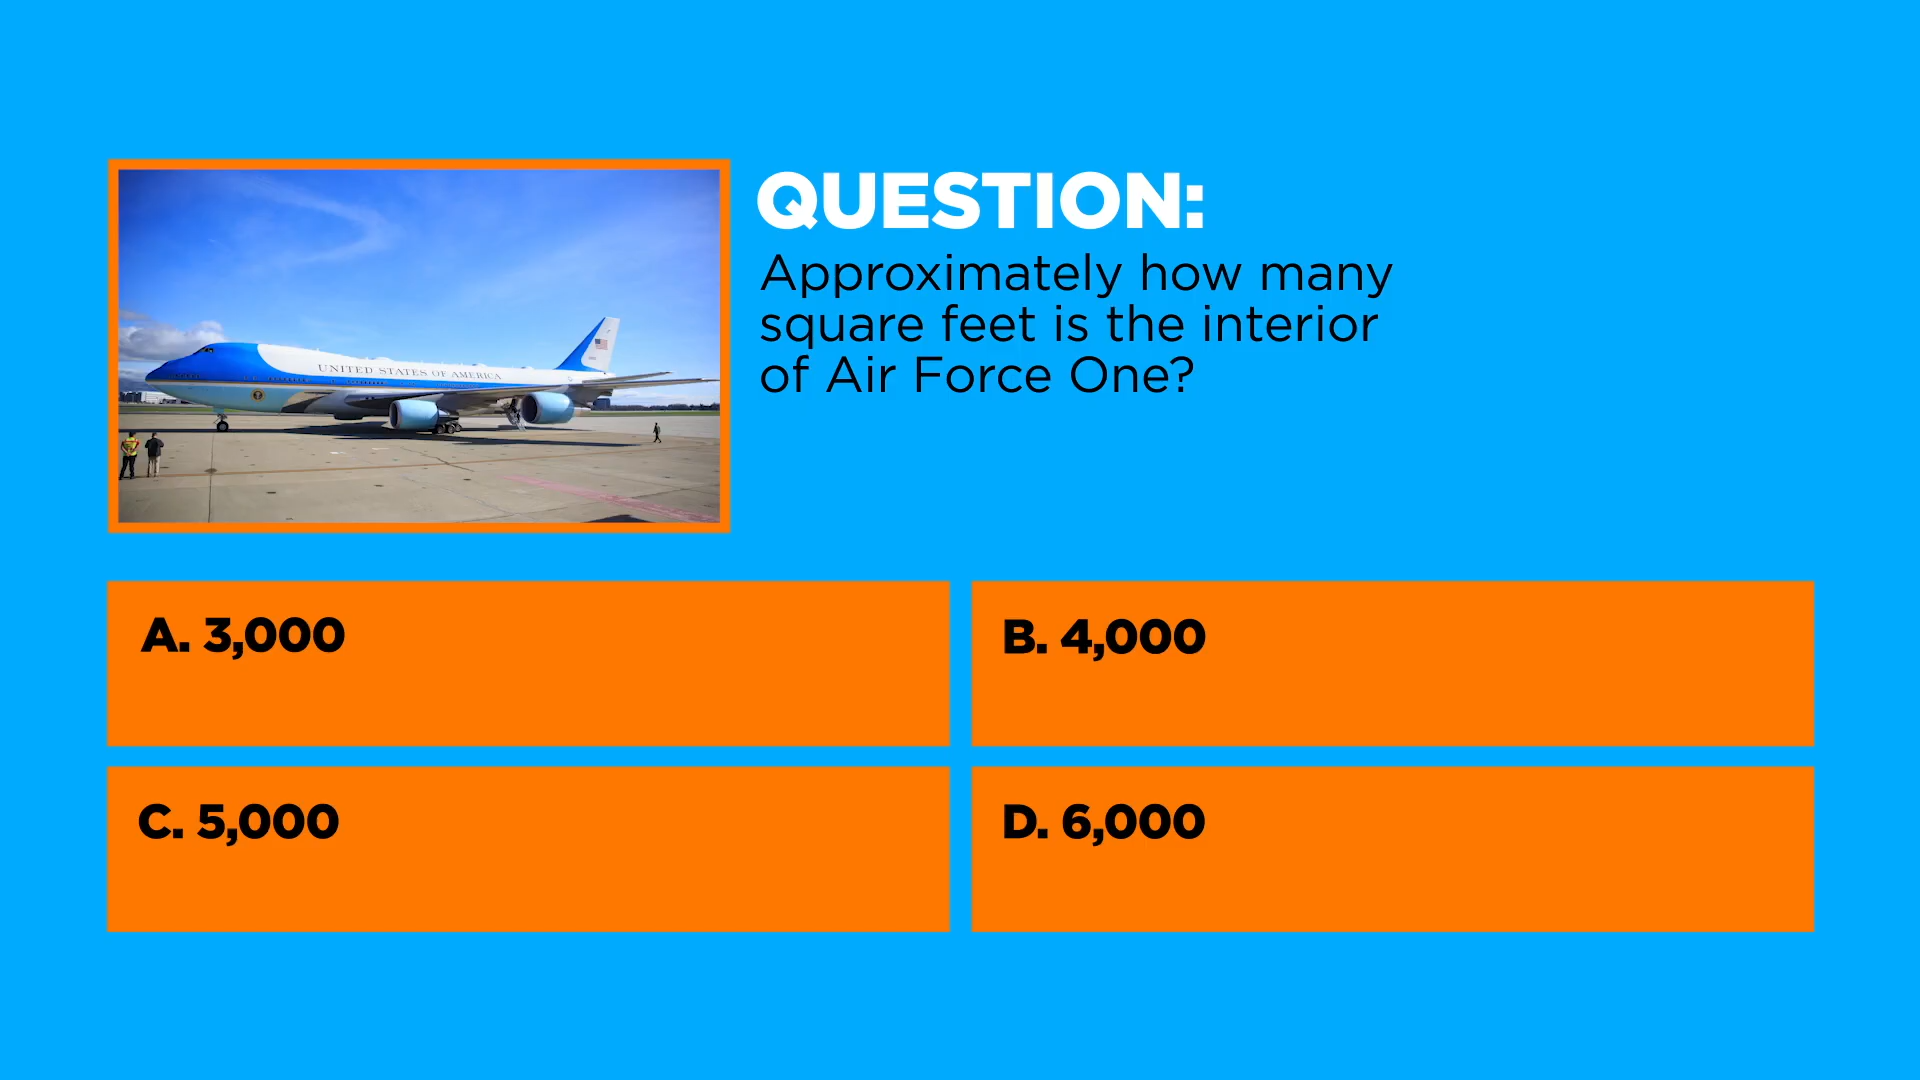 QUESTION:
Approximately how many
square feet is the interior
of Air Force One?
UNITED STATES OF AMERICA
A. 3,000
B. 4,000
C. 5,000
D. 6,000